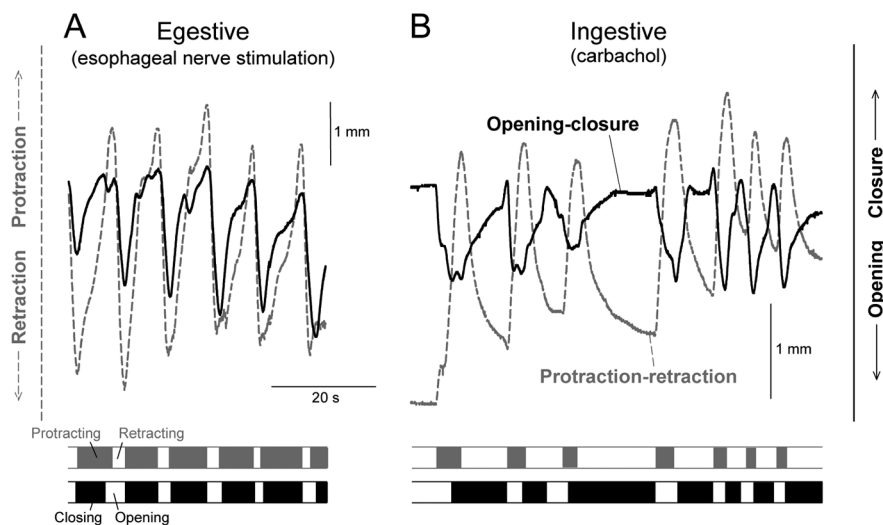 A
Egestive
(esophageal nerve stimulation)
B
Ingestive
(carbachol)
Retraction Protraction
1 mm
20 s
Opening-closure
Protraction-retraction
1 mm
Opening Closure
Protracting
Retracting
Closing
Opening